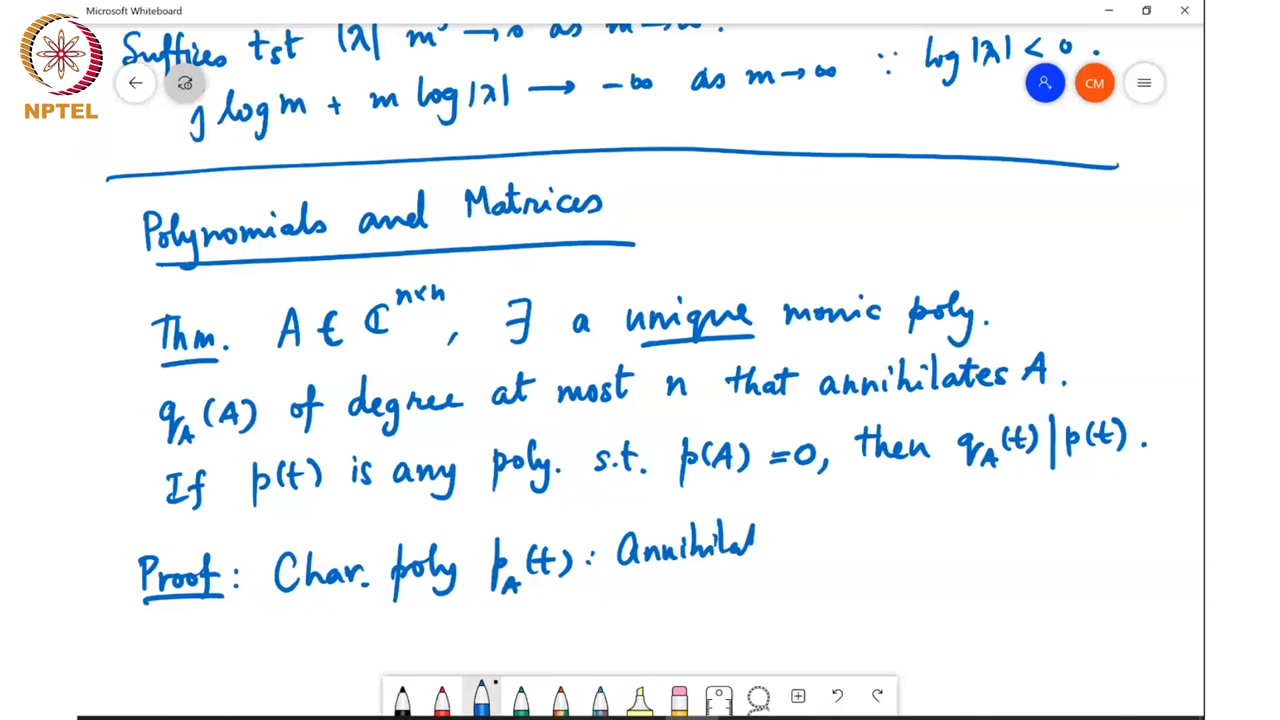 Microsoft Whiteboard
Suffices tst |λ| m → 0 as m →
j log m + m log|λ| → -∞ as m→∞ ∵ log|λ| < 0.
NPTEL
CM
Polynomials and Matrices
Thm. A ∈ ℂⁿˣⁿ, ∃ a unique monic poly.
q_A(A) of degree at most n that annihilates A.
If p(t) is any poly. s.t. p(A) = 0, then q_A(t) | p(t).
Proof: Char. poly p_A(t): Annihilat